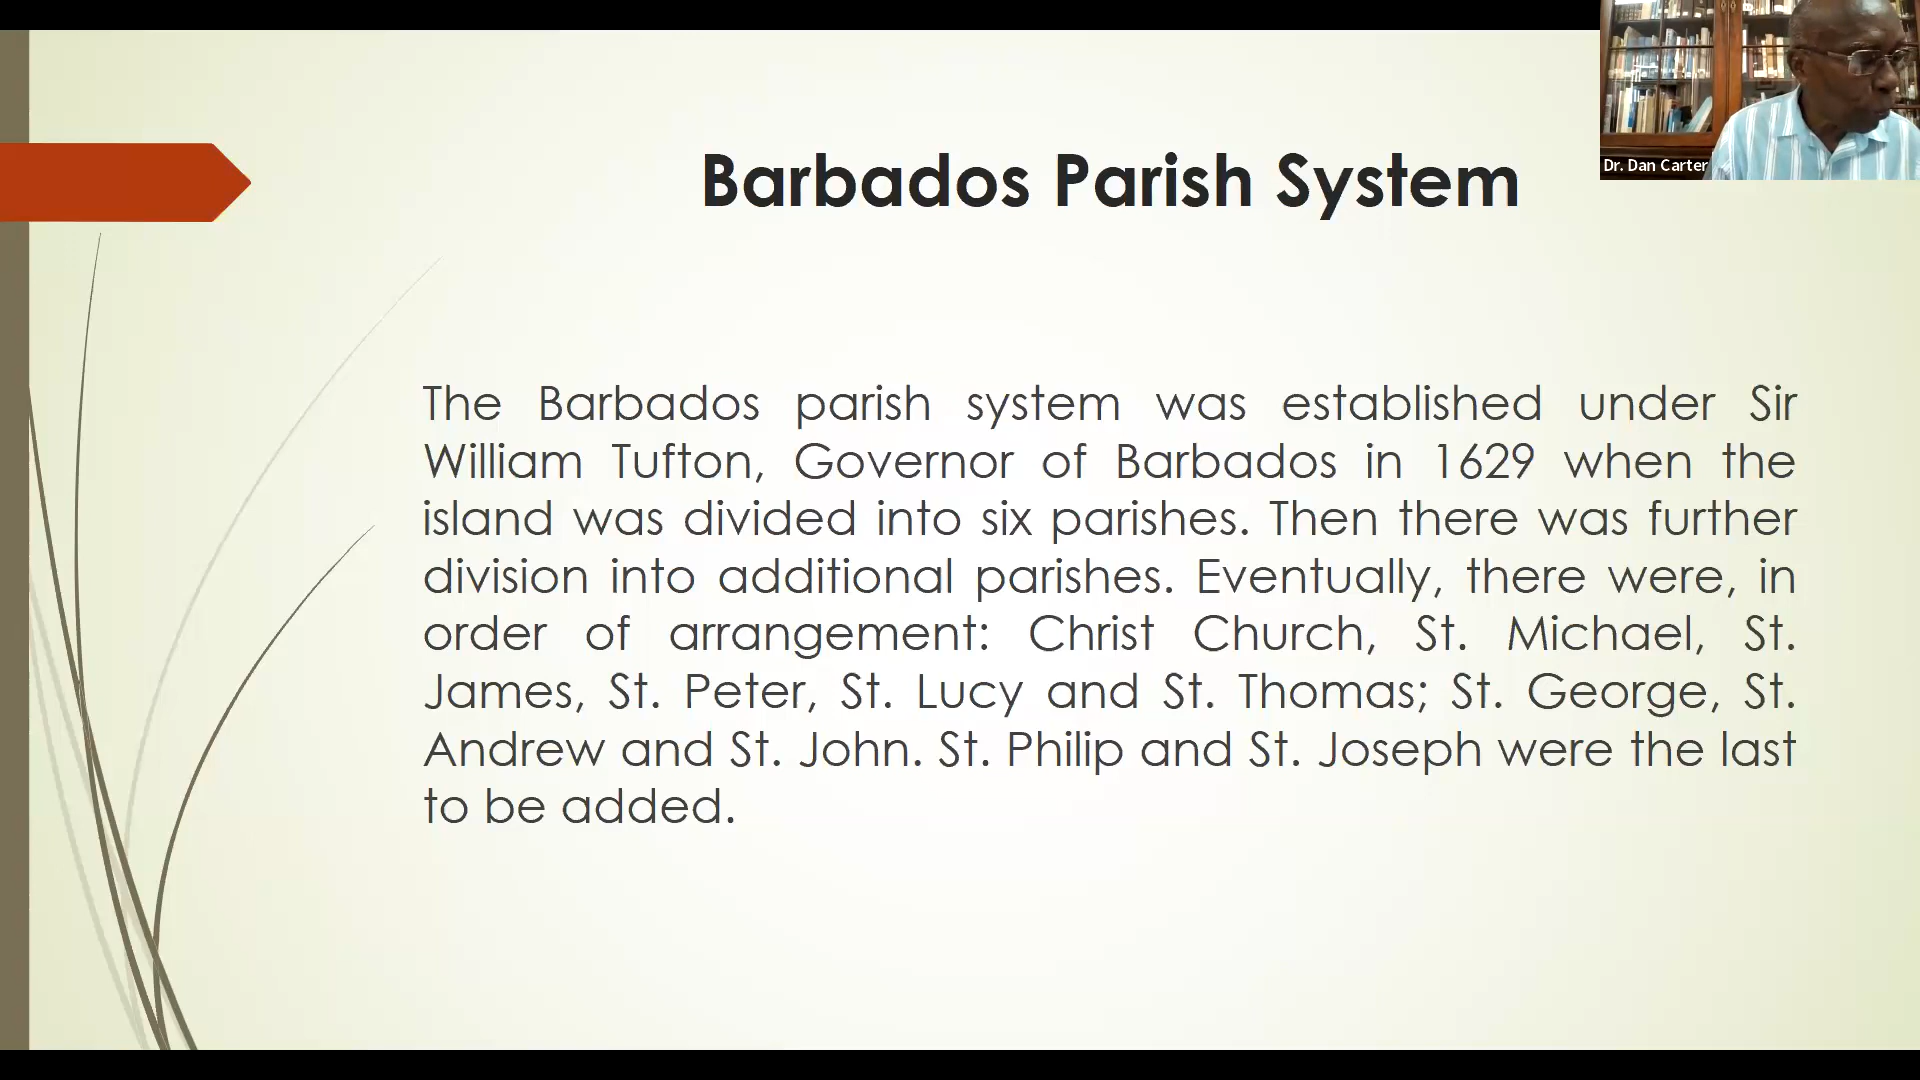 Dr. Dan Carter
Barbados Parish System
The Barbados parish system was established under Sir
William Tufton, Governor of Barbados in 1629 when the
island was divided into six parishes. Then there was further
division into additional parishes. Eventually, there were, in
order of arrangement: Christ Church, St. Michael, St.
James, St. Peter, St. Lucy and St. Thomas; St. George, St.
Andrew and St. John. St. Philip and St. Joseph were the last
to be added.